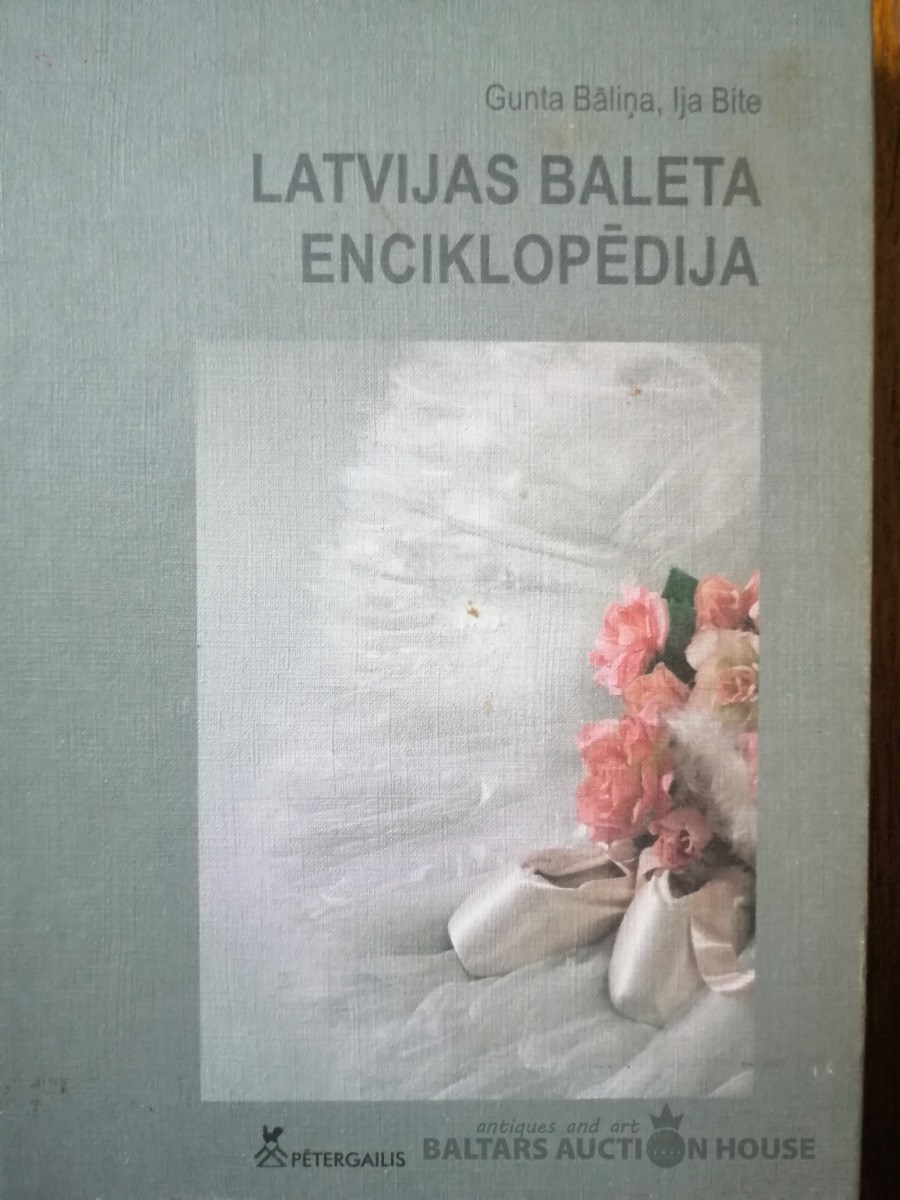 Gunta Bāliņa, Ija Bite
LATVIJAS BALETA
ENCIKLOPĒDIJA
PĒTERGAILIS
antiques and art
BALTARS AUCTION HOUSE